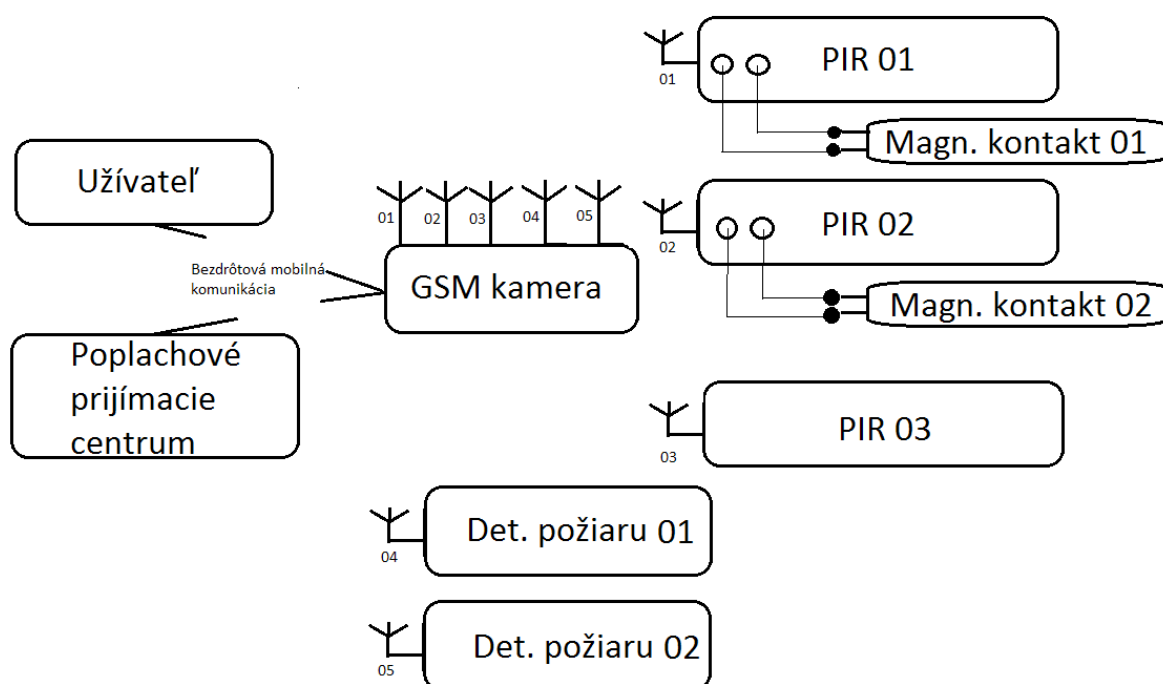 PIR 01
01
Magn. kontakt 01
Užívateľ
01
02
03
04
05
PIR 02
02
Bezdrôtová mobilná
komunikácia
GSM kamera
Magn. kontakt 02
Poplachové
prijímacie
centrum
PIR 03
03
Det. požiaru 01
04
Det. požiaru 02
05